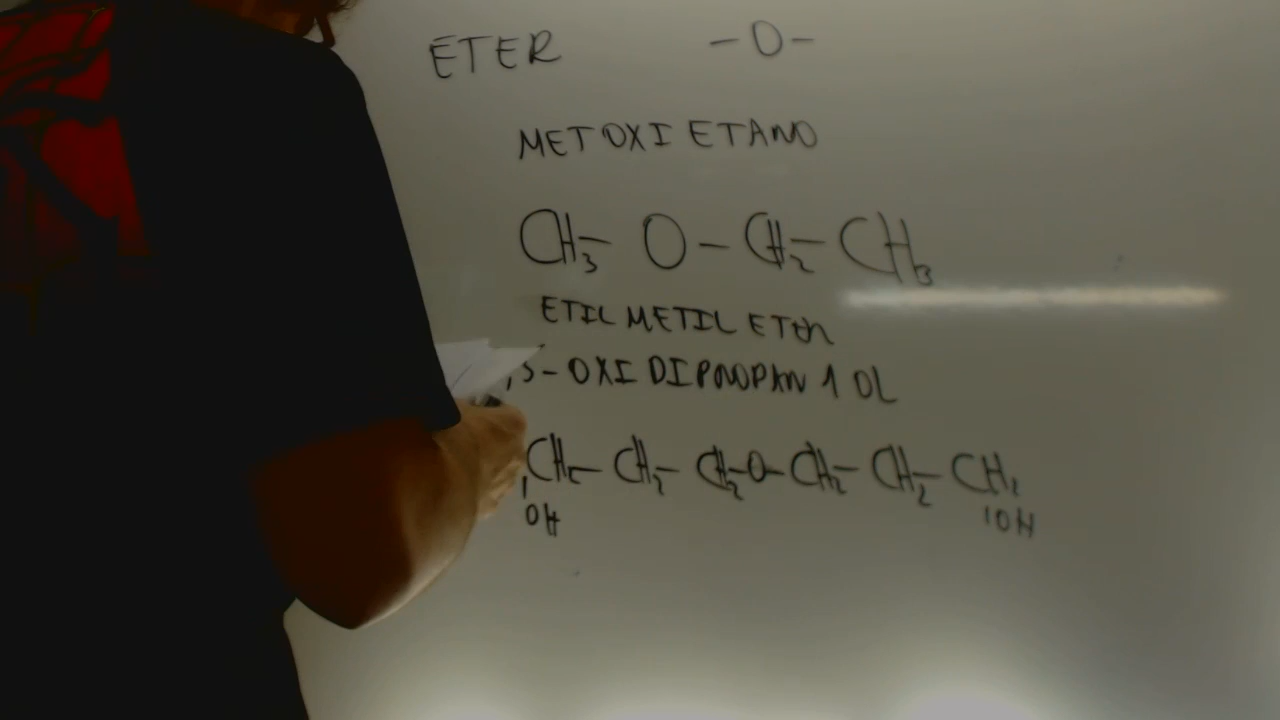 ETER -O-
METOXI ETANO
CH3- O - CH2- CH3
ETIL METIL ETER
,3-OXI DIPROPAN 1 OL
CH2- CH2- CH2-O-CH2-CH2-CH2
OH OH